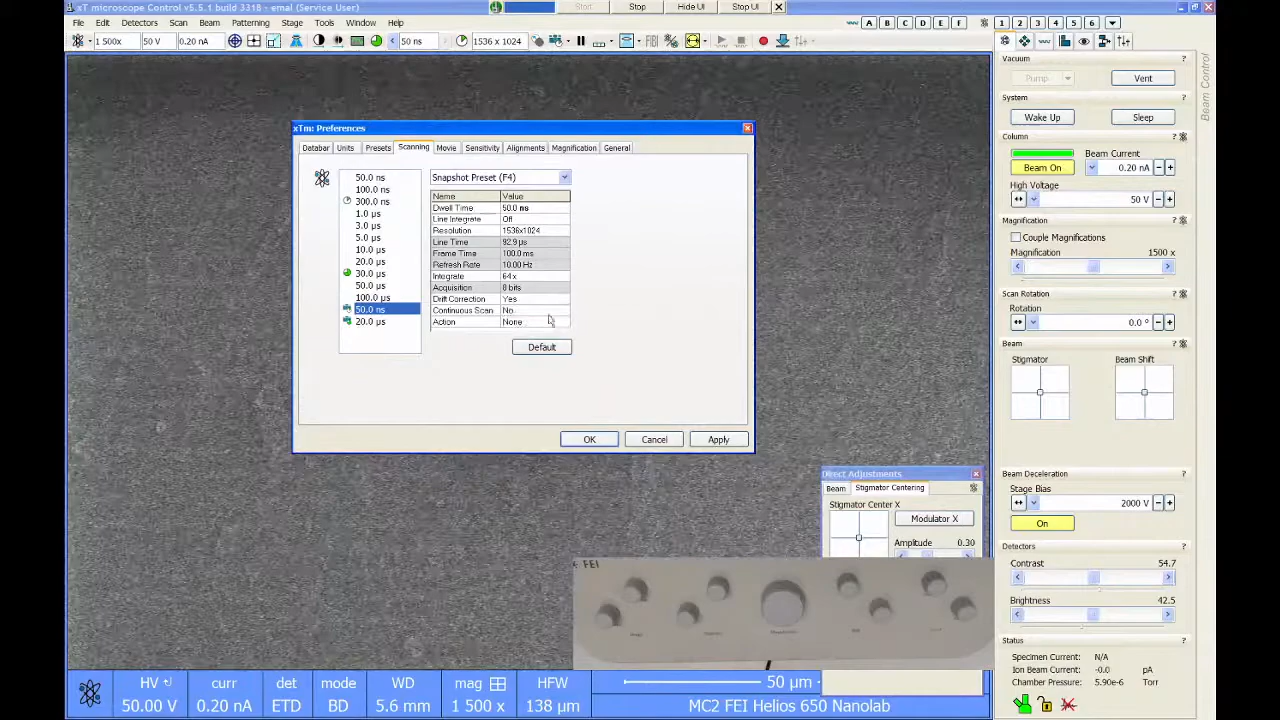 xT microscope Control v5.5.1 build 3318 - emal (Service User)
Start
Stop
Hide UI
Stop UI
File Edit Detectors Scan Beam Patterning Stage Tools Window Help
A B C D E F
1 2 3 4 5 6
1 500x
50 V
0.20 nA
50 ns
1536 x 1024
xTm: Preferences
Databar Units Presets Scanning Movie Sensitivity Alignments Magnification General
50.0 ns
100.0 ns
300.0 ns
1.0 µs
3.0 µs
5.0 µs
10.0 µs
20.0 µs
30.0 µs
50.0 µs
100.0 µs
50.0 ns
20.0 µs
Snapshot Preset (F4)
Name Value
Dwell Time 50.0 ns
Line Integrate Off
Resolution 1536x1024
Line Time 92.9 µs
Frame Time 100.0 ms
Refresh Rate 10.00 Hz
Integrate 64 x
Acquisition 8 bits
Drift Correction Yes
Continuous Scan No
Action None
Default
OK
Cancel
Apply
Direct Adjustments
Beam Stigmator Centering
Stigmator Center X
Modulator X
Amplitude 0.30
FEI
Vacuum ?
Pump
Vent
System ?
Wake Up
Sleep
Column ?
Beam Current
Beam On
0.20 nA
High Voltage
50 V
Magnification ?
Couple Magnifications
Magnification 1500 x
Scan Rotation ?
Rotation
0.0 °
Beam ?
Stigmator
Beam Shift
Beam Deceleration ?
Stage Bias
2000 V
On
Detectors ?
Contrast 54.7
Brightness 42.5
Status ?
Specimen Current: N/A
Ion Beam Current: -0.0 pA
Chamber Pressure: 5.90e-6 Torr
Beam Control
HV curr det mode WD mag HFW
50 µm
50.00 V 0.20 nA ETD BD 5.6 mm 1 500 x 138 µm
MC2 FEI Helios 650 Nanolab